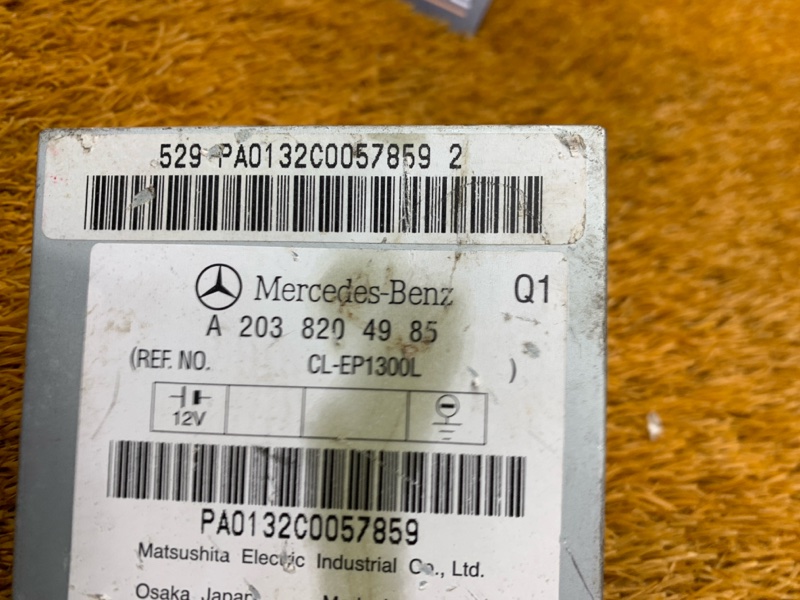 529 PA0132C0057859 2
Mercedes-Benz Q1
A 203 820 49 85
(REF. NO. CL-EP1300L )
12V
PA0132C0057859
Matsushita Electric Industrial Co., Ltd.
Osaka Japan